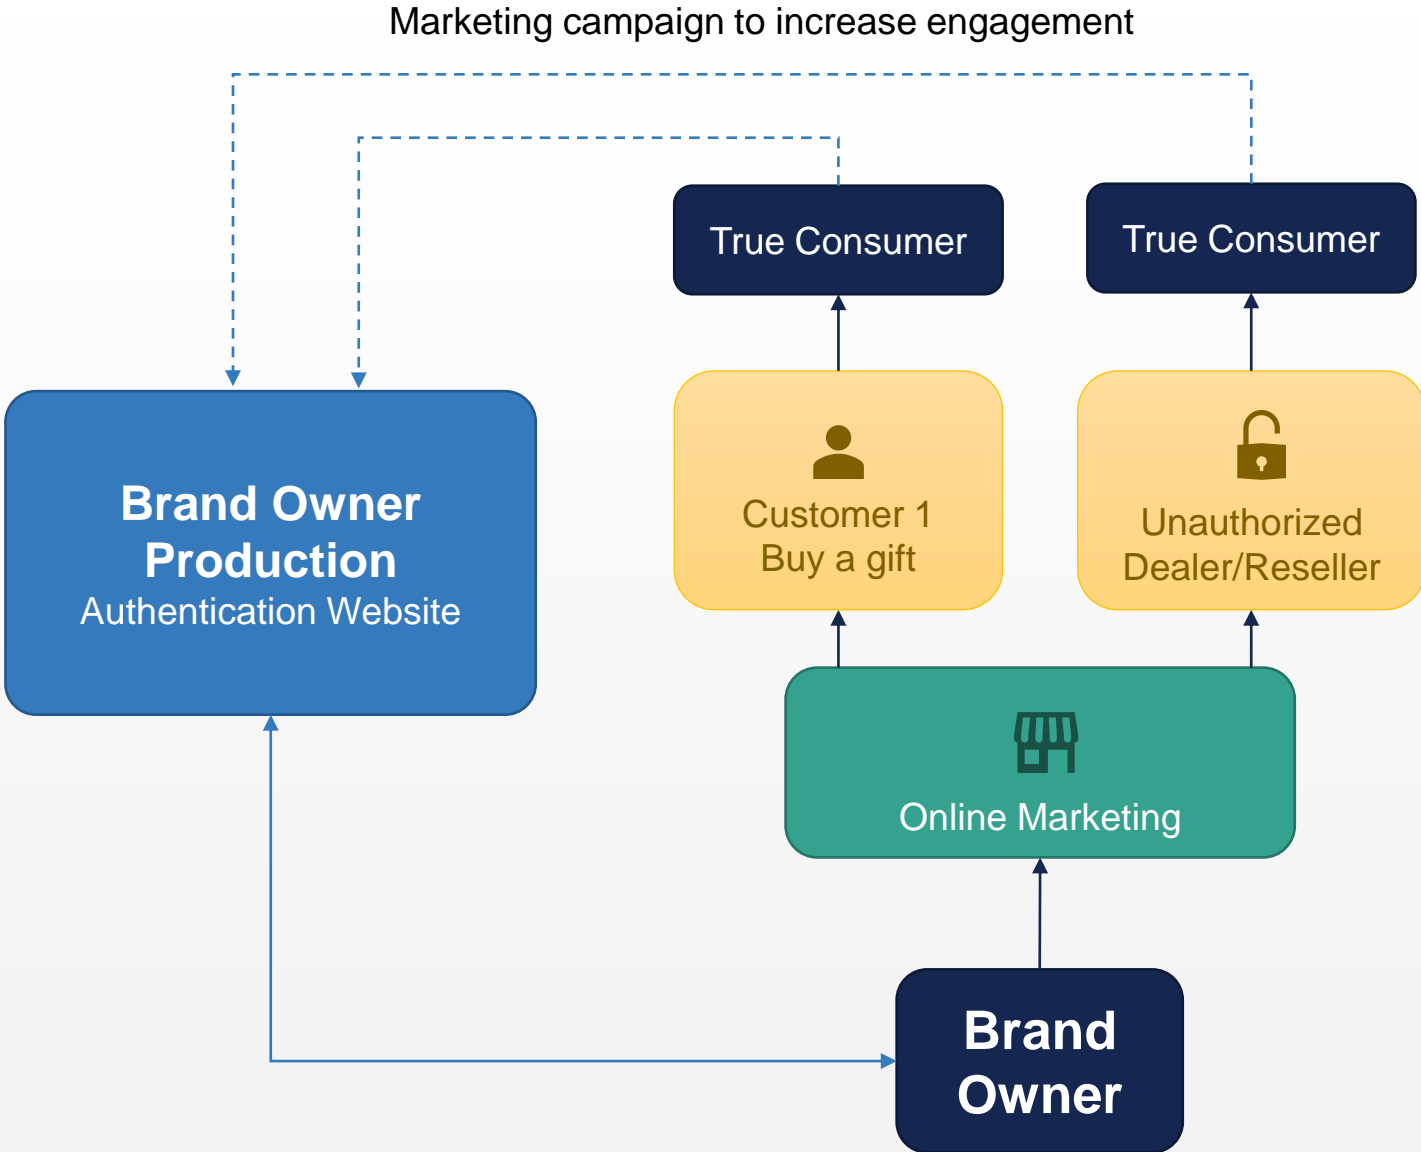 Marketing campaign to increase engagement
True Consumer
True Consumer
Brand Owner
Production
Authentication Website
Customer 1
Buy a gift
Unauthorized
Dealer/Reseller
Online Marketing
Brand
Owner